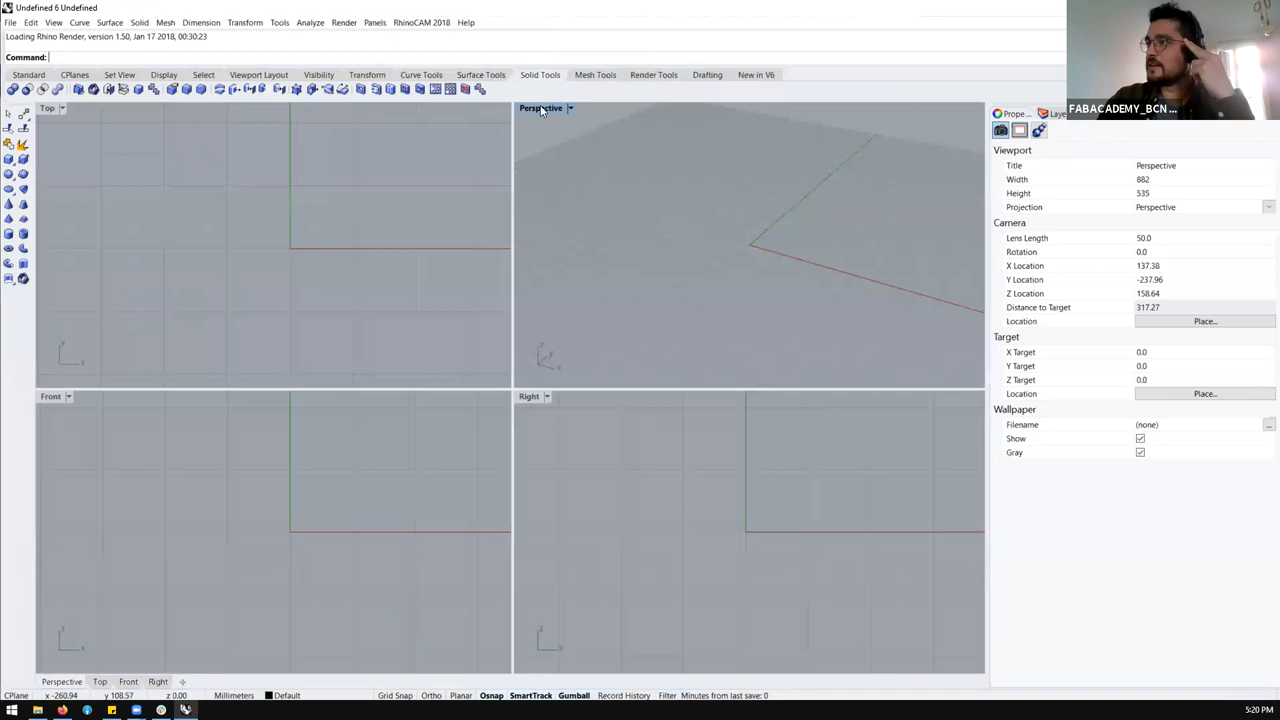 Undefined 6 Undefined
File Edit View Curve Surface Solid Mesh Dimension Transform Tools Analyze Render Panels RhinoCAM 2018 Help
Loading Rhino Render, version 1.50, Jan 17 2018, 00:30:23
Command:
Standard CPlanes Set View Display Select Viewport Layout Visibility Transform Curve Tools Surface Tools Solid Tools Mesh Tools Render Tools Drafting New in V6
FABACADEMY_BCN ...
Top
Perspective
Prope... Laye
Viewport
Title Perspective
Width 882
Height 535
Projection Perspective
Camera
Lens Length 50.0
Rotation 0.0
X Location 137.38
Y Location -237.96
Z Location 158.64
Distance to Target 317.27
Location Place...
Target
X Target 0.0
Y Target 0.0
Z Target 0.0
Location Place...
Wallpaper
Filename (none) ...
Show
Gray
y x
z y x
Front
Right
z x
z y
Perspective Top Front Right
CPlane x -260.94 y 108.57 z 0.00 Millimeters Default Grid Snap Ortho Planar Osnap SmartTrack Gumball Record History Filter Minutes from last save: 0
5:20 PM